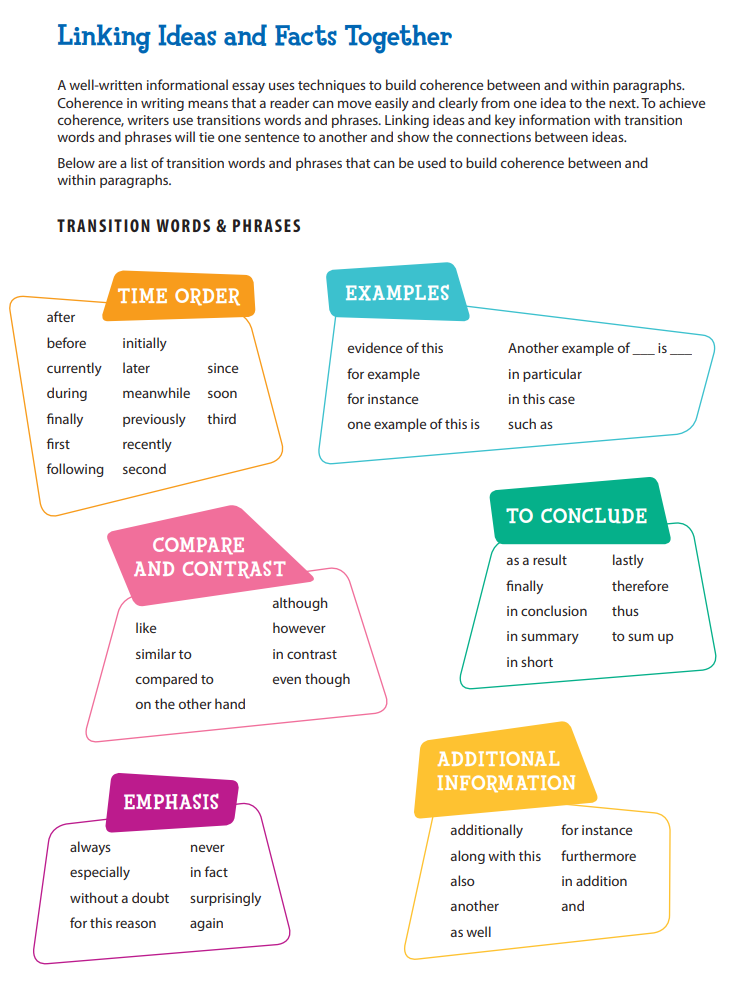 Linking Ideas and Facts Together
A well-written informational essay uses techniques to build coherence between and within paragraphs.
Coherence in writing means that a reader can move easily and clearly from one idea to the next. To achieve
coherence, writers use transitions words and phrases. Linking ideas and key information with transition
words and phrases will tie one sentence to another and show the connections between ideas.
Below are a list of transition words and phrases that can be used to build coherence between and
within paragraphs.
TRANSITION WORDS & PHRASES
TIME ORDER
after
before
currently
during
finally
first
following
initially
later
meanwhile
previously
recently
second
since
soon
third
EXAMPLES
evidence of this
for example
for instance
one example of this is
Another example of ___ is ___
in particular
in this case
such as
COMPARE
AND CONTRAST
like
similar to
compared to
on the other hand
although
however
in contrast
even though
TO CONCLUDE
as a result
finally
in conclusion
in summary
in short
lastly
therefore
thus
to sum up
EMPHASIS
always
especially
without a doubt
for this reason
never
in fact
surprisingly
again
ADDITIONAL
INFORMATION
additionally
along with this
also
another
as well
for instance
furthermore
in addition
and